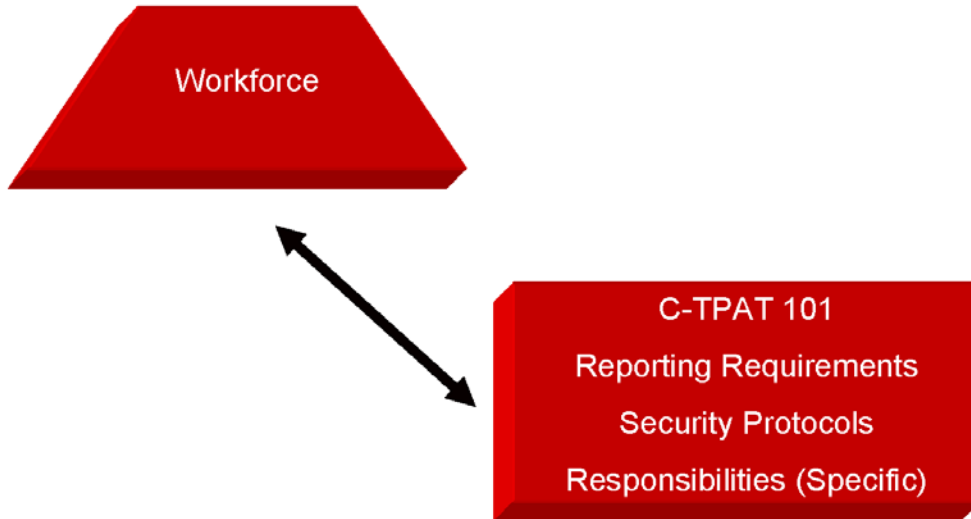 Workforce
C-TPAT 101
Reporting Requirements
Security Protocols
Responsibilities (Specific)